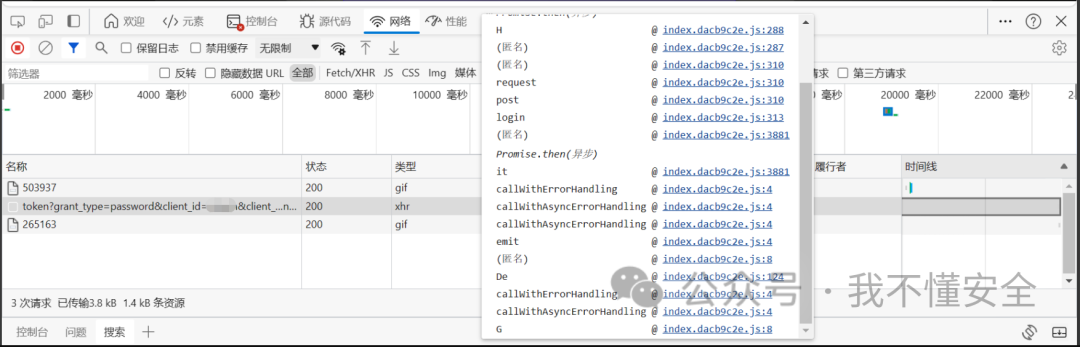 欢迎 元素 控制台 源代码 网络 性能
保留日志 禁用缓存 无限制
筛选器 反转 隐藏数据 URL 全部 Fetch/XHR JS CSS Img 媒体 请求 第三方请求
2000 毫秒 4000 毫秒 6000 毫秒 8000 毫秒 10000 毫秒 20000 毫秒 22000 毫秒
名称 状态 类型 履行者 时间线
503937 200 gif
token?grant_type=password&client_id= &client_...n... 200 xhr
265163 200 gif
3 次请求 已传输3.8 kB 1.4 kB 条资源
控制台 问题 搜索
Promise.then(异步)
H @ index.dacb9c2e.js:288
(匿名) @ index.dacb9c2e.js:287
(匿名) @ index.dacb9c2e.js:310
request @ index.dacb9c2e.js:310
post @ index.dacb9c2e.js:310
login @ index.dacb9c2e.js:313
(匿名) @ index.dacb9c2e.js:3881
Promise.then(异步)
it @ index.dacb9c2e.js:3881
callWithErrorHandling @ index.dacb9c2e.js:4
callWithAsyncErrorHandling @ index.dacb9c2e.js:4
callWithAsyncErrorHandling @ index.dacb9c2e.js:4
emit @ index.dacb9c2e.js:4
(匿名) @ index.dacb9c2e.js:8
De @ index.dacb9c2e.js:124
callWithErrorHandling @ index.dacb9c2e.js:4
callWithAsyncErrorHandling @ index.dacb9c2e.js:4
G @ index.dacb9c2e.js:8
公众号 · 我不懂安全